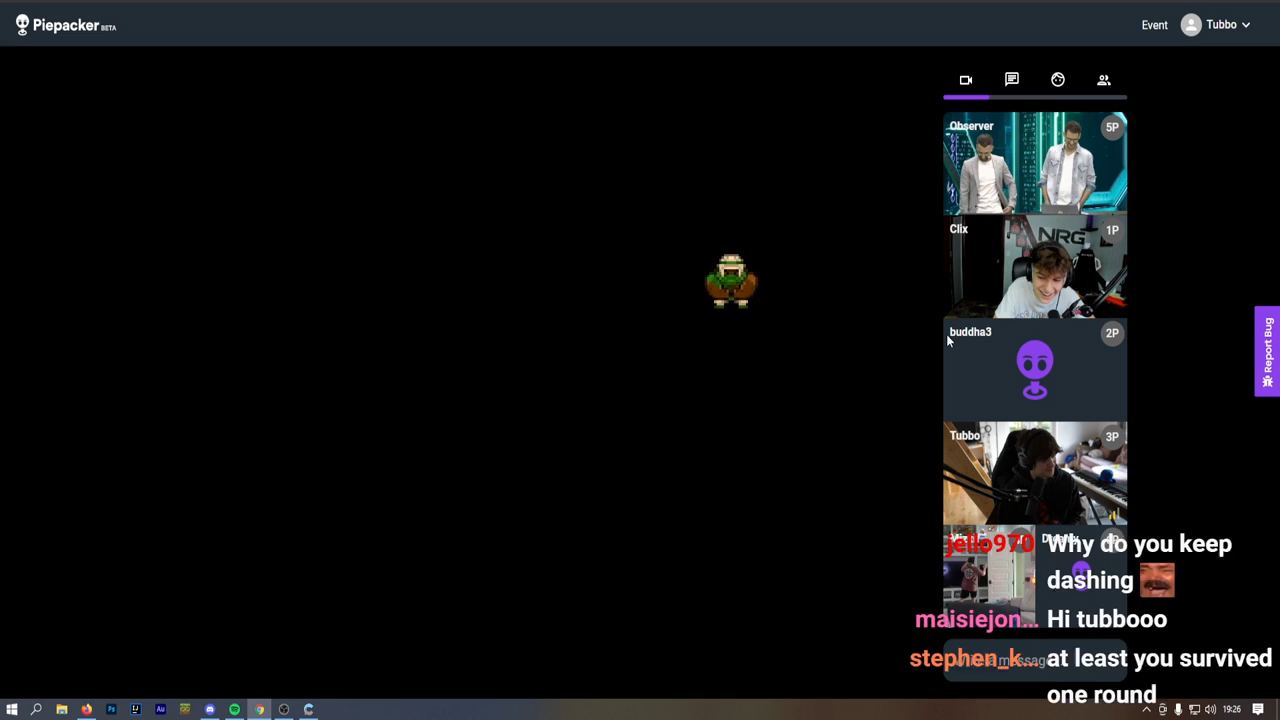 Piepacker BETA
Event
Tubbo
Observer
5P
NRG
Clix
1P
buddha3
2P
Report Bug
Tubbo
3P
jello970 Why do you keep
dashing
maisiejon… Hi tubbooo
stephen_k… at least you survived
one round
19:26